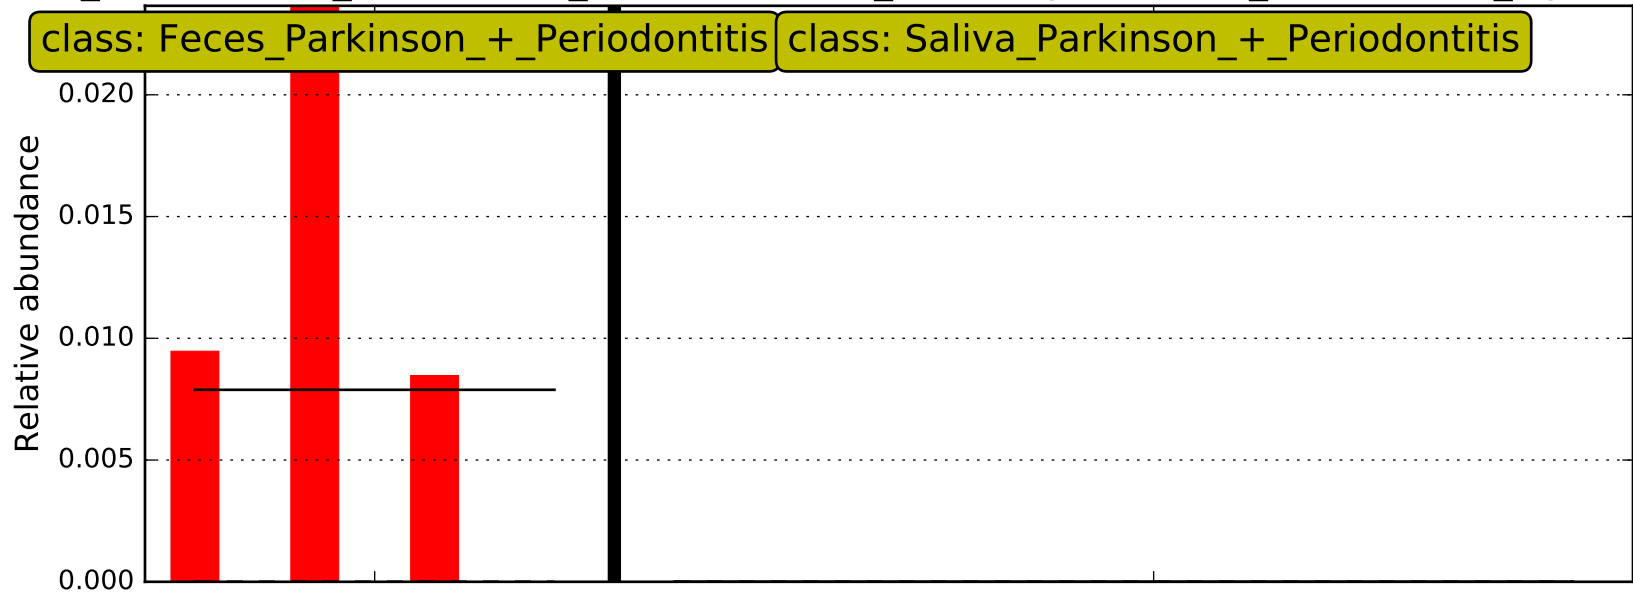 class: Feces_Parkinson_+_Periodontitis
class: Saliva_Parkinson_+_Periodontitis
0.020
0.015
0.010
0.005
0.000
Relative abundance